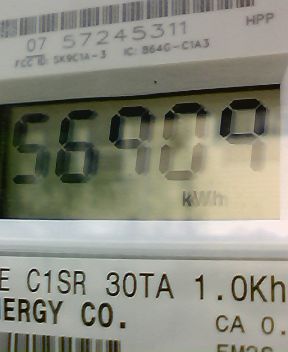 HPP
07 57245311
FCC ID: SK9C1A-3 IC: 864G-C1A3
56909
kWh
E C1SR 30TA 1.0Kh
NERGY CO.
CA 0.